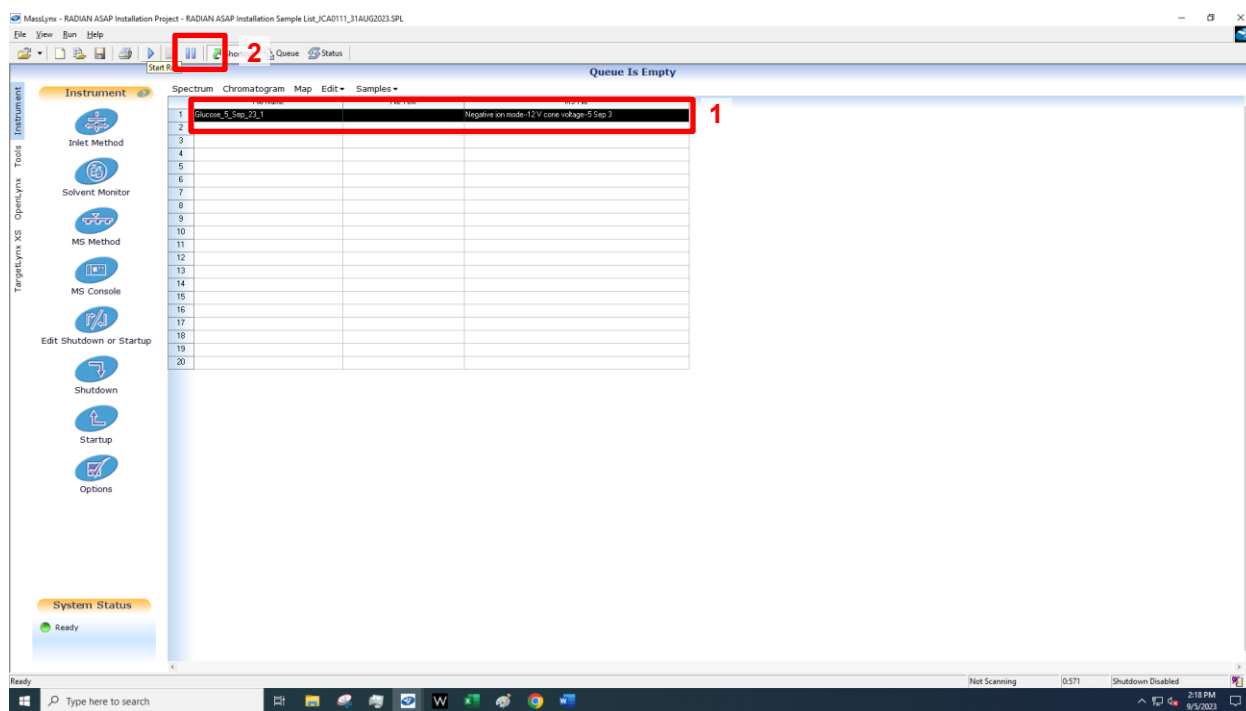 MassLynx - RADIAN ASAP Installation Project - RADIAN ASAP Installation Sample List_JCA0111_31AUG2023.SPL
File View Run Help
2
Queue Status
Start
Queue Is Empty
Instrument
Tools
OpenLynx
TargetLynx XS
Instrument
Inlet Method
Solvent Monitor
MS Method
MS Console
Edit Shutdown or Startup
Shutdown
Startup
Options
Spectrum Chromatogram Map Edit Samples
1 Glucose_5_Sep_23_1 Negative ion mode-12 V cone voltage-5 Sep 3
1
2
3
4
5
6
7
8
9
10
11
12
13
14
15
16
17
18
19
20
System Status
Ready
Ready
Not Scanning 0:571 Shutdown Disabled
Type here to search
2:18 PM
9/5/2023